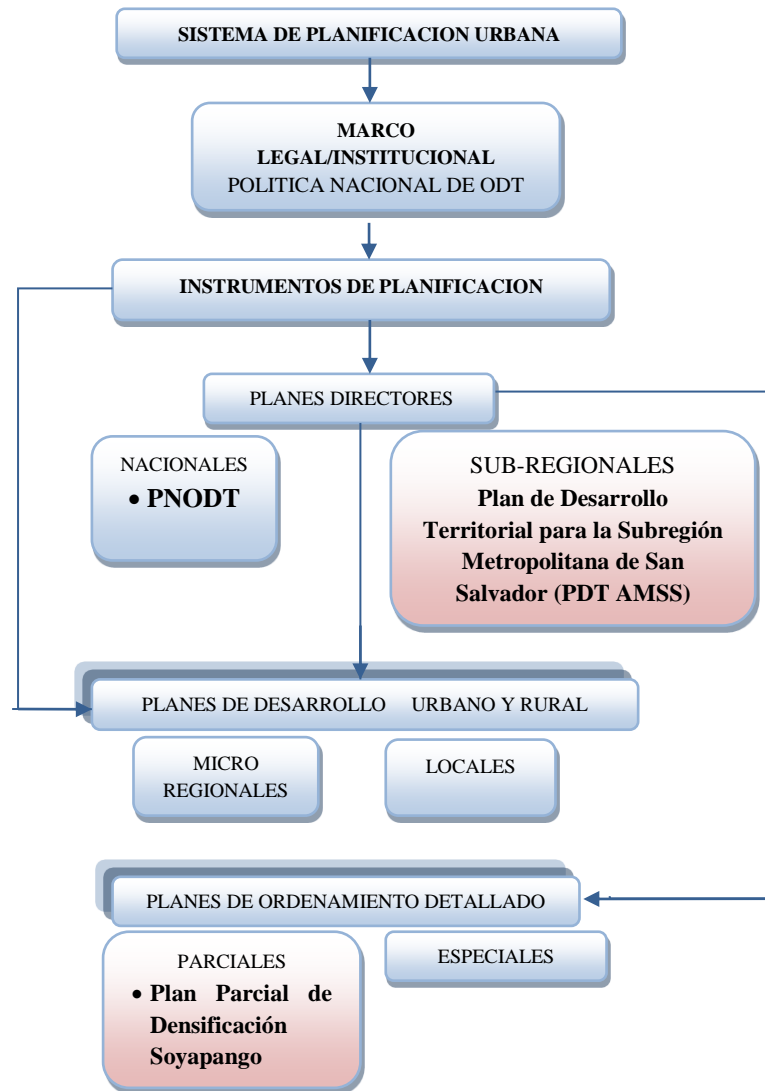 SISTEMA DE PLANIFICACION URBANA
MARCO
LEGAL/INSTITUCIONAL
POLITICA NACIONAL DE ODT
INSTRUMENTOS DE PLANIFICACION
PLANES DIRECTORES
NACIONALES
• PNODT
SUB-REGIONALES
Plan de Desarrollo
Territorial para la Subregión
Metropolitana de San
Salvador (PDT AMSS)
PLANES DE DESARROLLO URBANO Y RURAL
MICRO
REGIONALES
LOCALES
PLANES DE ORDENAMIENTO DETALLADO
PARCIALES
• Plan Parcial de
Densificación
Soyapango
ESPECIALES